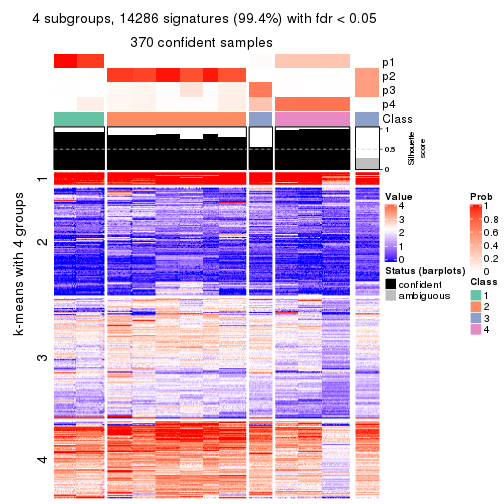 4 subgroups, 14286 signatures (99.4%) with fdr < 0.05
370 confident samples
p1
p2
p3
p4
Class
1
0.5
0
Silhouette
score
k-means with 4 groups
1
2
3
4
Value
4
3
2
1
0
Status (barplots)
confident
ambiguous
Prob
1
0.8
0.6
0.4
0.2
0
Class
1
2
3
4